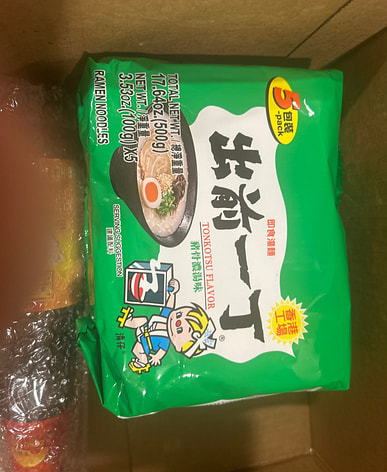 5
包裝
-pack
即食湯麵
出前一丁
®
TONKOTSU FLAVOR
豬骨濃湯味
香港
工場
清仔
TOTAL NET WT. 總淨重量
17.64oz (500g)
NET WT. 淨重量
3.53oz (100g) X5
RAMEN NOODLES
SERVING SUGGESTION